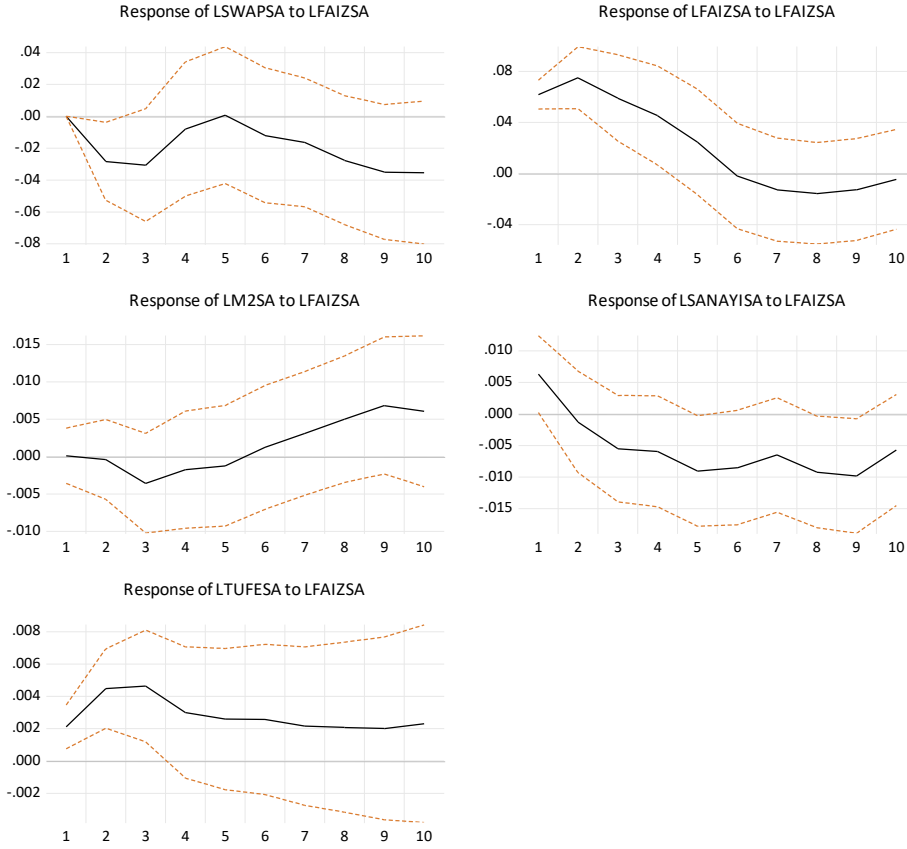 Response of LSWAPSA to LFAIZSA
.04
.02
.00
-.02
-.04
-.06
-.08
1 2 3 4 5 6 7 8 9 10
Response of LFAIZSA to LFAIZSA
.08
.04
.00
-.04
1 2 3 4 5 6 7 8 9 10
Response of LM2SA to LFAIZSA
.015
.010
.005
.000
-.005
-.010
1 2 3 4 5 6 7 8 9 10
Response of LSANAYISA to LFAIZSA
.010
.005
.000
-.005
-.010
-.015
1 2 3 4 5 6 7 8 9 10
Response of LTUFESA to LFAIZSA
.008
.006
.004
.002
.000
-.002
1 2 3 4 5 6 7 8 9 10